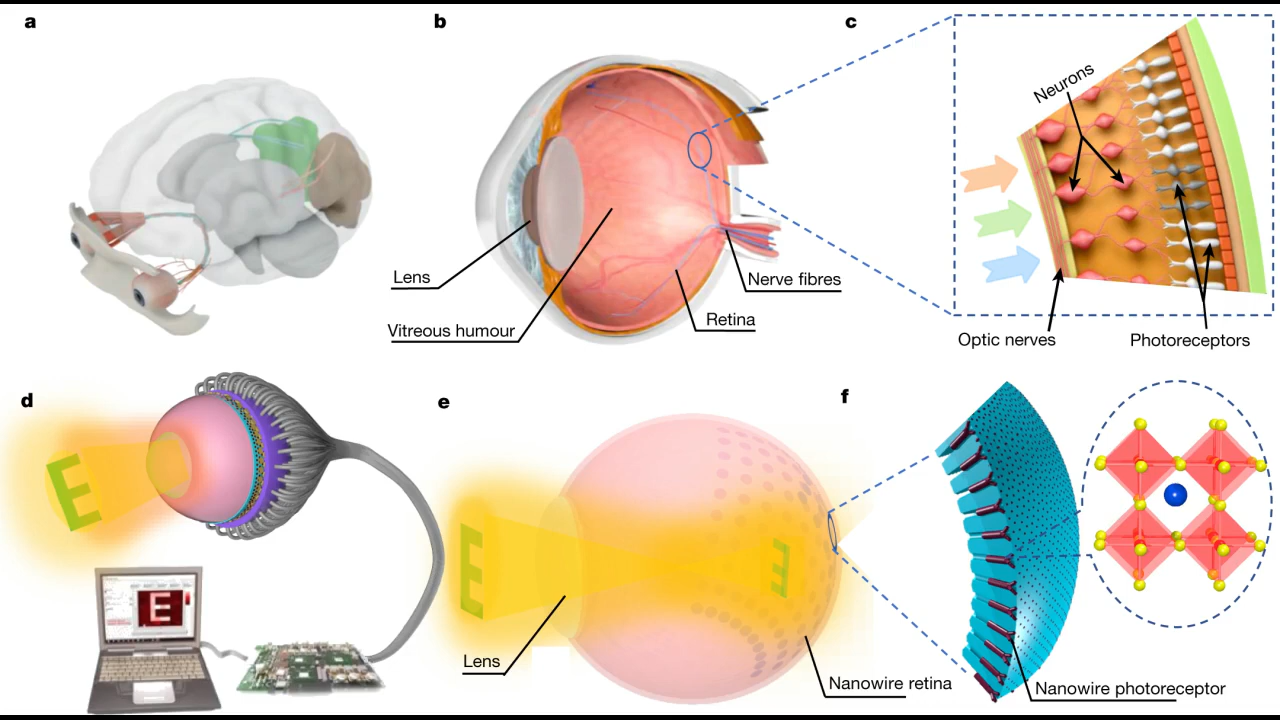 a
b
c
Neurons
Lens
Nerve fibres
Vitreous humour
Retina
Optic nerves
Photoreceptors
d
e
f
E
E
E
E
Lens
Nanowire retina
Nanowire photoreceptor